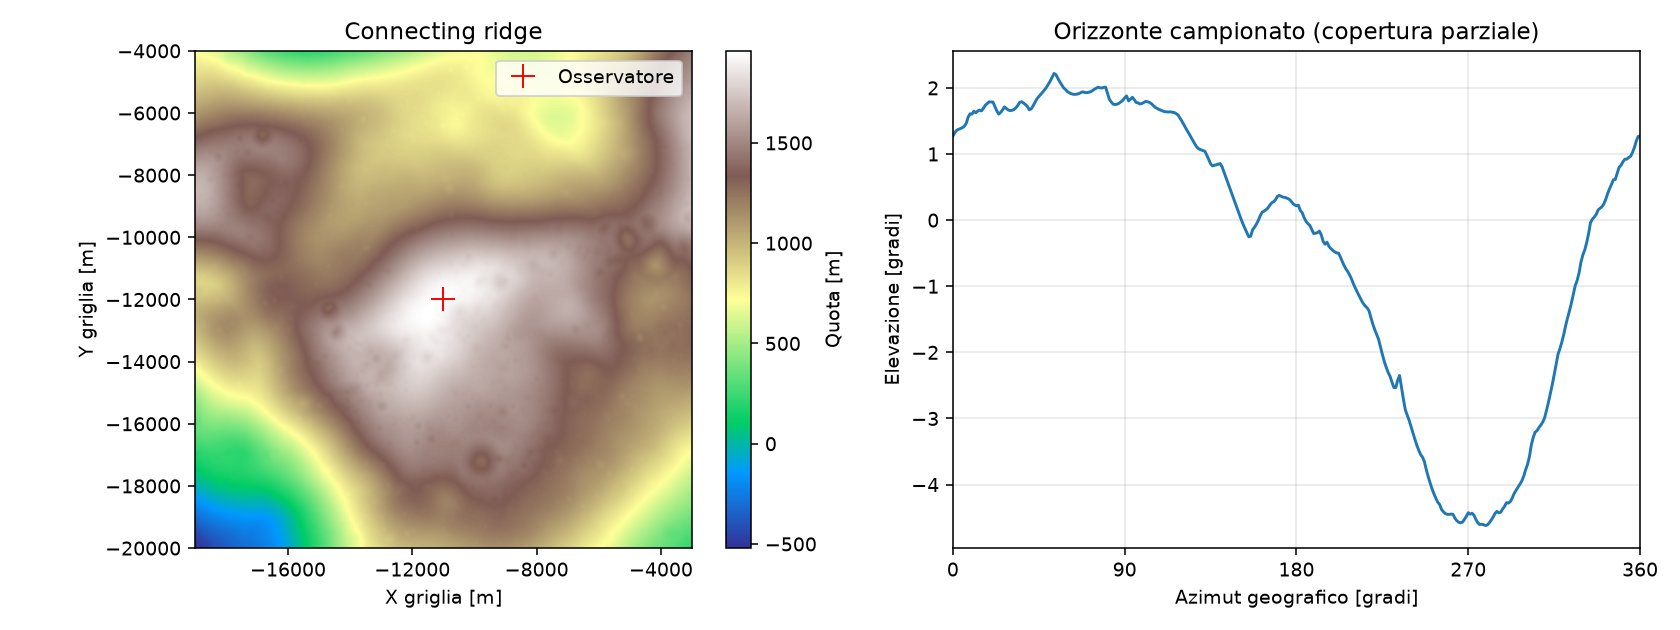 Connecting ridge
Osservatore
−4000
−6000
−8000
−10000
−12000
−14000
−16000
−18000
−20000
Y griglia [m]
−16000 −12000 −8000 −4000
X griglia [m]
1500
1000
500
0
−500
Quota [m]
Orizzonte campionato (copertura parziale)
2
1
0
−1
−2
−3
−4
Elevazione [gradi]
0 90 180 270 360
Azimut geografico [gradi]